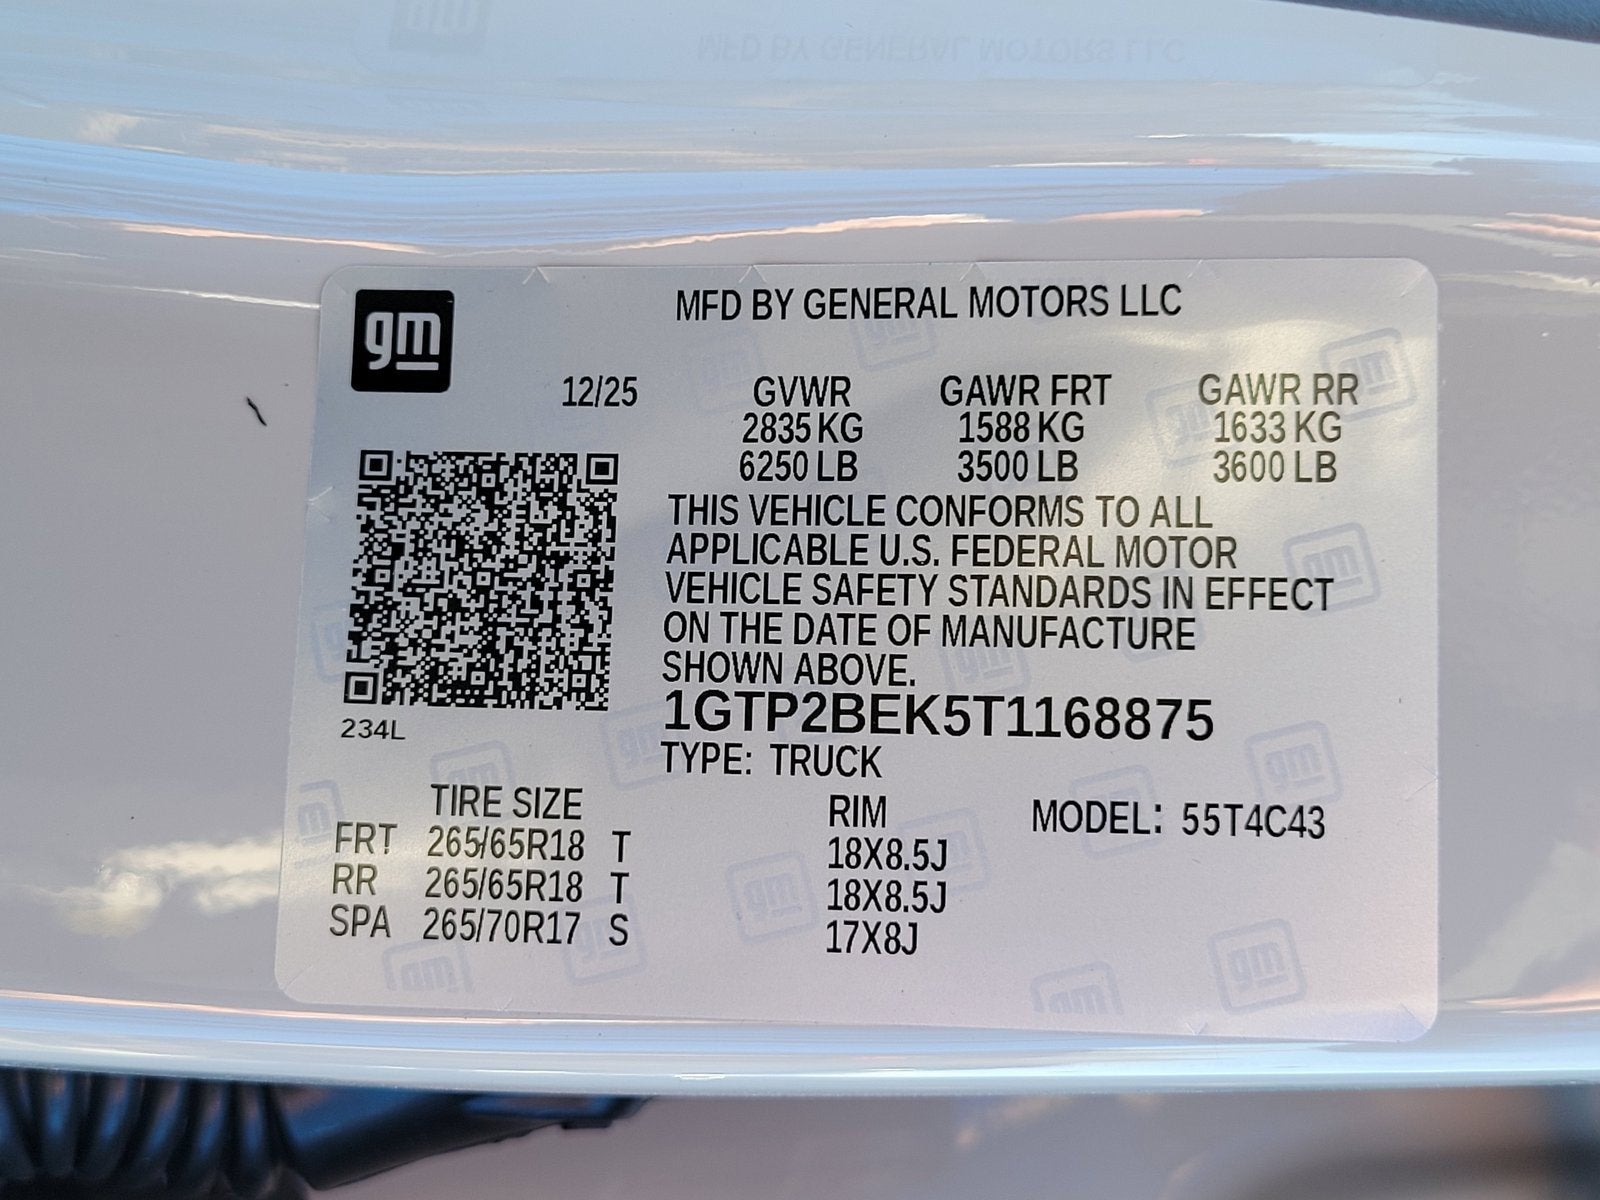 gm
MFD BY GENERAL MOTORS LLC
12/25 GVWR GAWR FRT GAWR RR
2835 KG 1588 KG 1633 KG
6250 LB 3500 LB 3600 LB
THIS VEHICLE CONFORMS TO ALL
APPLICABLE U.S. FEDERAL MOTOR
VEHICLE SAFETY STANDARDS IN EFFECT
ON THE DATE OF MANUFACTURE
SHOWN ABOVE.
1GTP2BEK5T1168875
234L
TYPE: TRUCK
TIRE SIZE RIM MODEL: 55T4C43
FRT 265/65R18 T 18X8.5J
RR 265/65R18 T 18X8.5J
SPA 265/70R17 S 17X8J